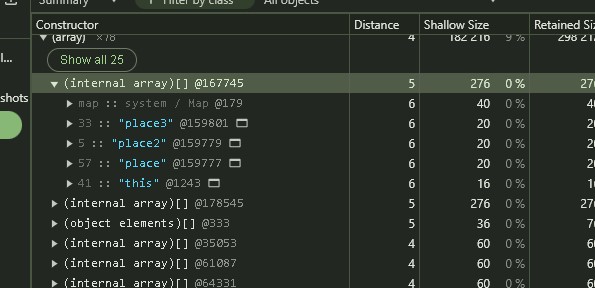 Summary Filter by class All objects
Constructor Distance Shallow Size Retained Size
(array) ×78 4 182 216 9 % 298 21
Show all 25
(internal array)[] @167745 5 276 0 % 27
map :: system / Map @179 6 40 0 % 4
33 :: "place3" @159801 6 20 0 % 2
5 :: "place2" @159779 6 20 0 % 2
57 :: "place" @159777 6 20 0 % 2
41 :: "this" @1243 6 16 0 % 1
(internal array)[] @178545 5 276 0 % 27
(object elements)[] @333 5 36 0 % 7
(internal array)[] @35053 4 60 0 % 6
(internal array)[] @61087 4 60 0 % 6
(internal array)[] @64331 4 60 0 % 6
shots